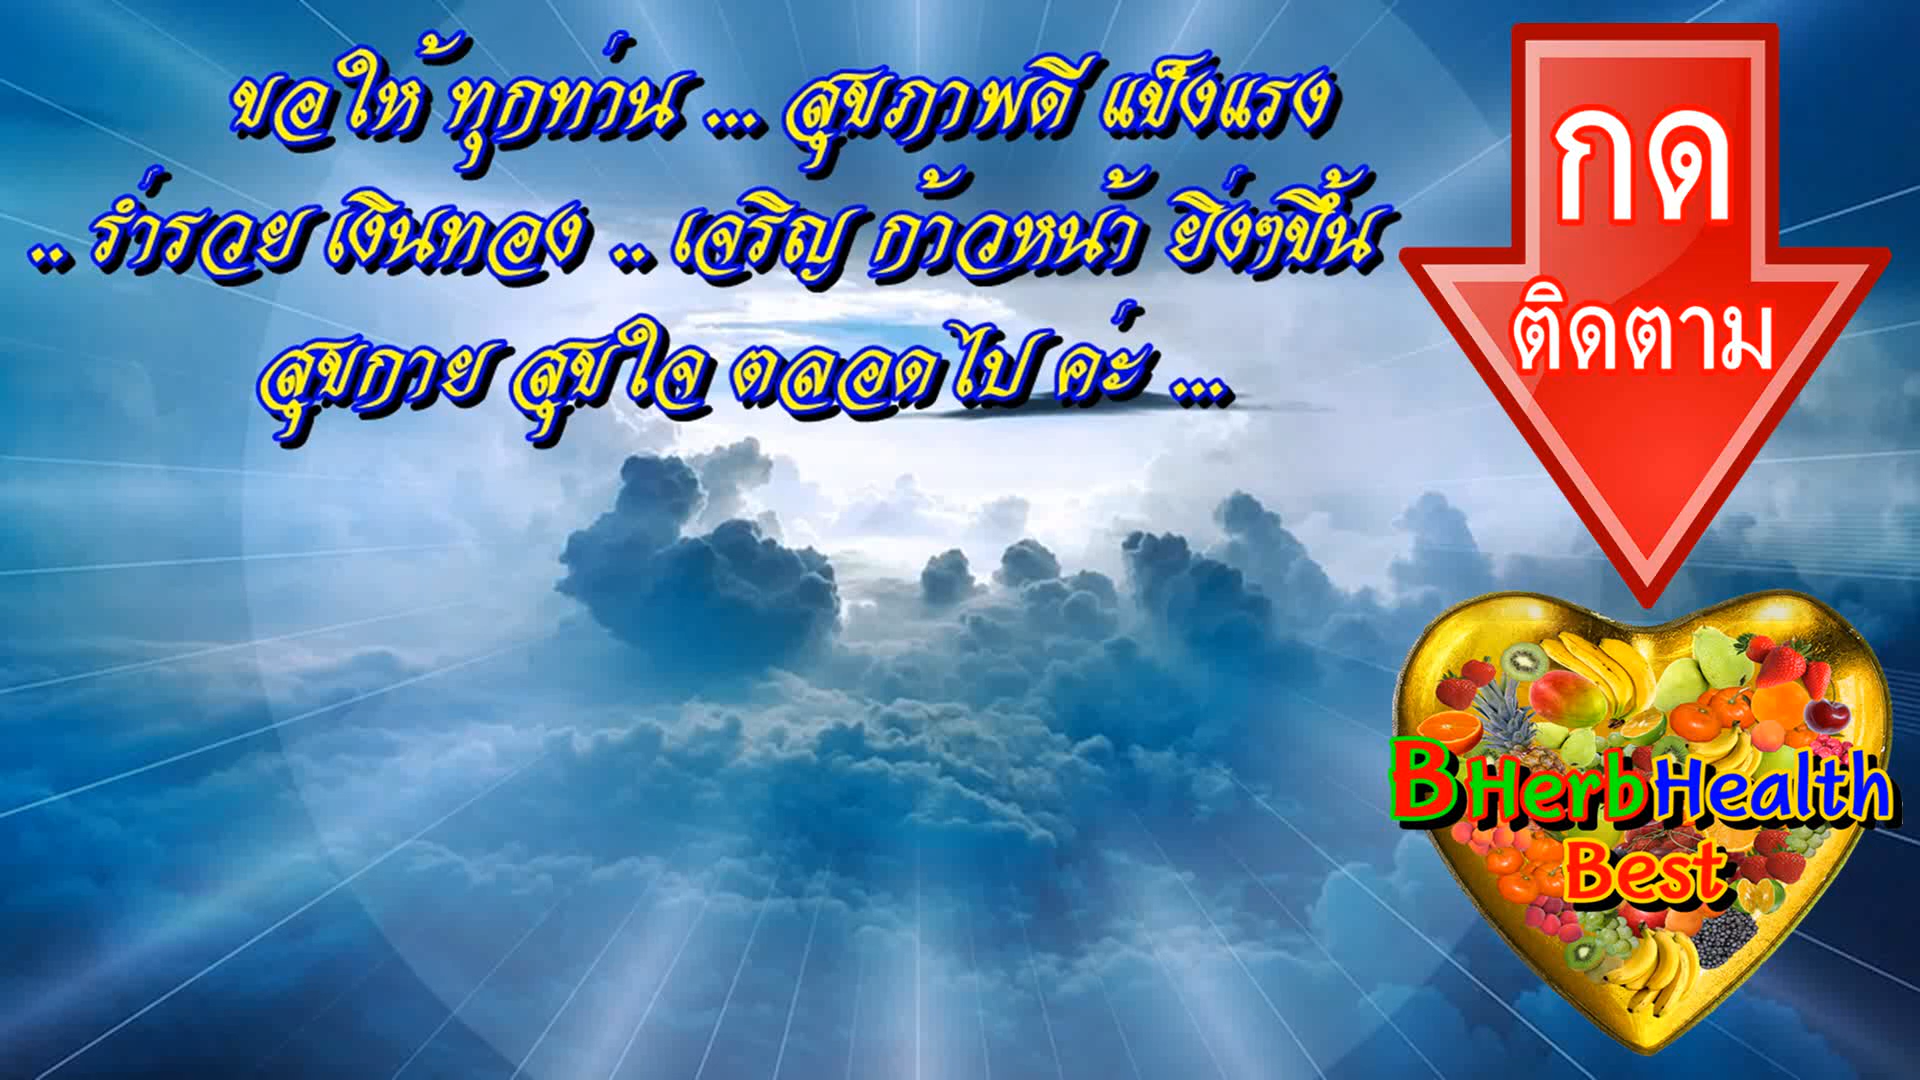 ขอให้ ทุกท่าน ... สุขภาพดี แข็งแรง
.. ร่ำรวย เงินทอง .. เจริญ ก้าวหน้า ยิ่งๆขึ้น
สุขกาย สุขใจ ตลอดไป ค่ะ ...
กด
ติดตาม
B Herb Health
Best